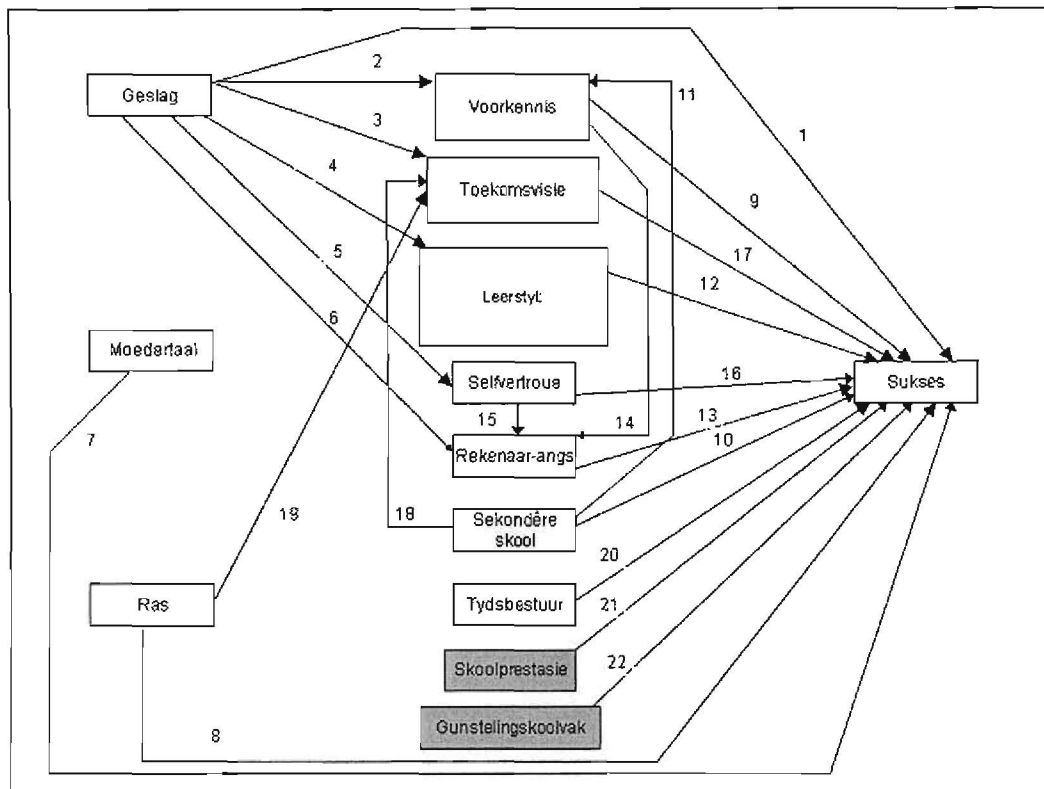 Geslag
2
Voorkennis
11
1
3
4
Toekomsvisie
9
5
17
Leerstyl
12
6
Moedertaal
Selfvertroue
16
Sukses
7
15
14
13
10
Rekenaar-angs
19
18
Sekondêre
skool
20
Ras
Tydsbestuur
21
Skoolprestasie
22
Gunstelingskoolvak
8